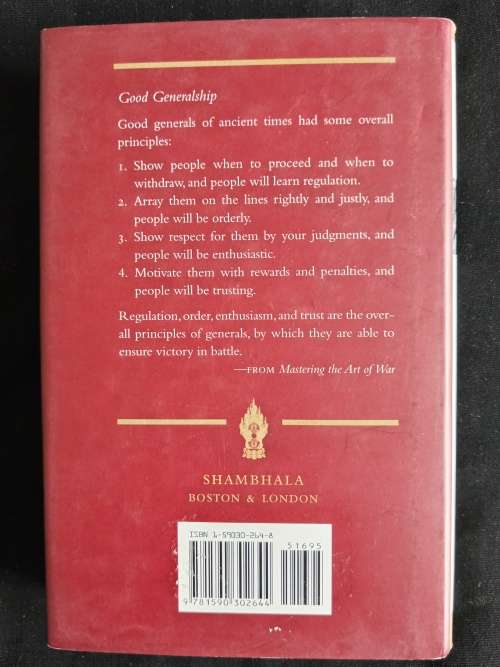 Good Generalship
Good generals of ancient times had some overall
principles:
1. Show people when to proceed and when to
withdraw, and people will learn regulation.
2. Array them on the lines rightly and justly, and
people will be orderly.
3. Show respect for them by your judgments, and
people will be enthusiastic.
4. Motivate them with rewards and penalties, and
people will be trusting.
Regulation, order, enthusiasm, and trust are the over-
all principles of generals, by which they are able to
ensure victory in battle.
—FROM Mastering the Art of War
SHAMBHALA
BOSTON & LONDON
ISBN 1-59030-264-8
51695
9 781590 302644